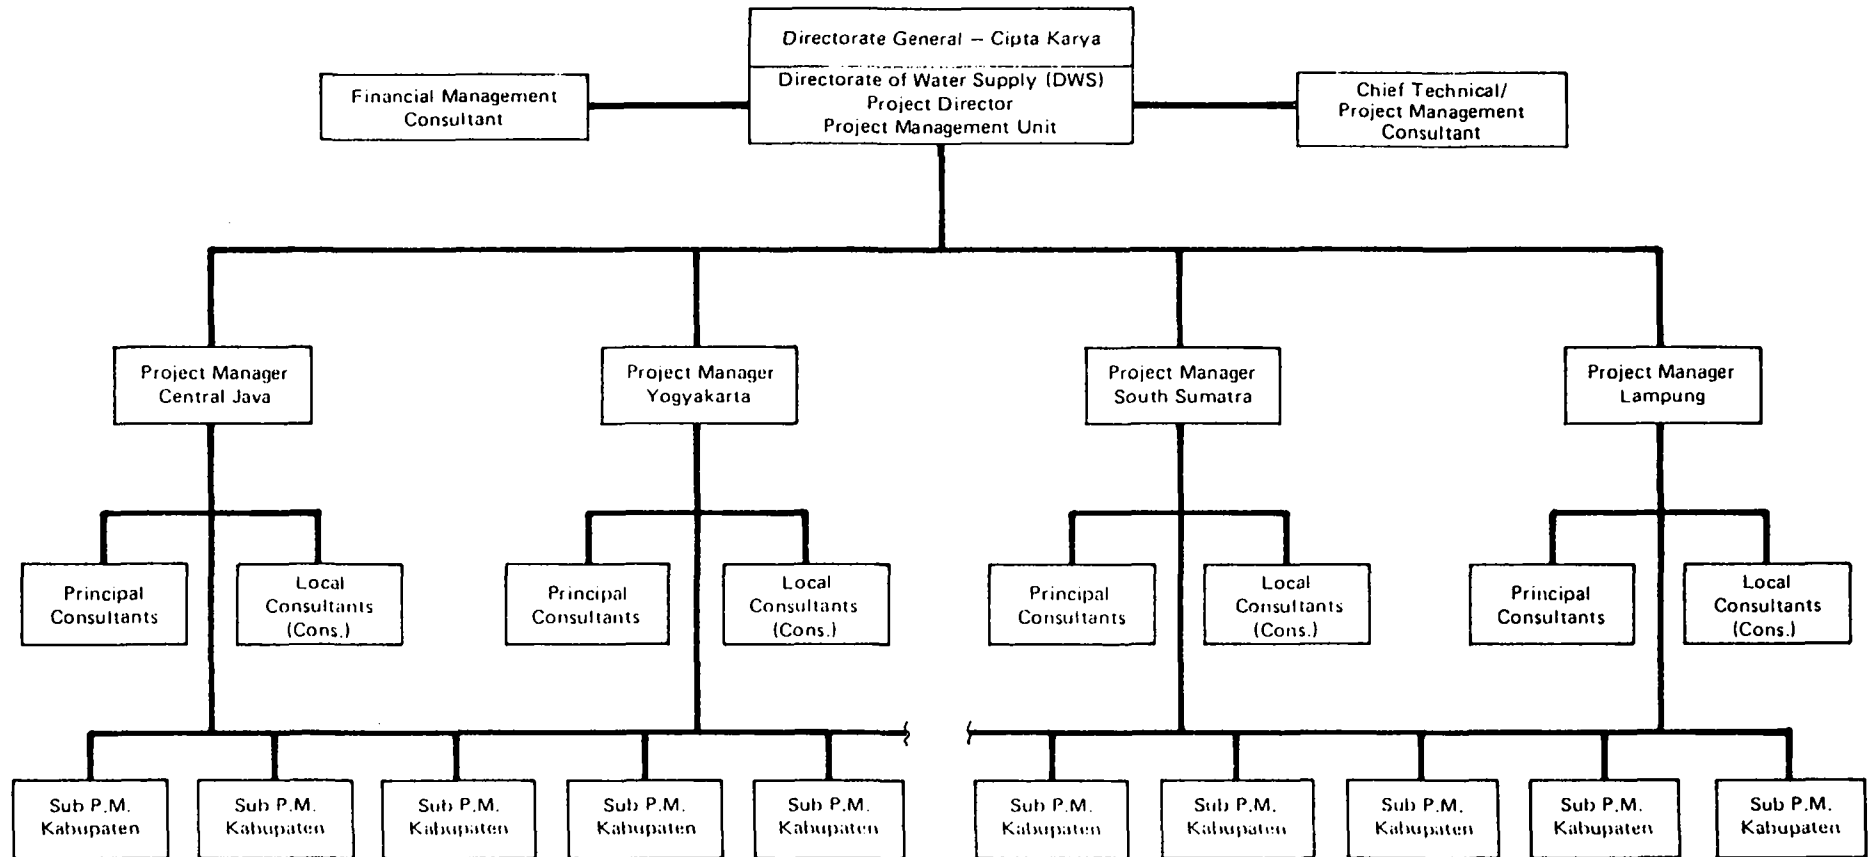 Directorate General – Cipta Karya
Directorate of Water Supply (DWS)
Project Director
Project Management Unit
Financial Management
Consultant
Chief Technical/
Project Management
Consultant
Project Manager
Central Java
Project Manager
Yogyakarta
Project Manager
South Sumatra
Project Manager
Lampung
Principal
Consultants
Local
Consultants
(Cons.)
Principal
Consultants
Local
Consultants
(Cons.)
Principal
Consultants
Local
Consultants
(Cons.)
Principal
Consultants
Local
Consultants
(Cons.)
Sub P.M.
Kabupaten
Sub P.M.
Kabupaten
Sub P.M.
Kabupaten
Sub P.M.
Kabupaten
Sub P.M.
Kabupaten
Sub P.M.
Kabupaten
Sub P.M.
Kabupaten
Sub P.M.
Kabupaten
Sub P.M.
Kabupaten
Sub P.M.
Kabupaten